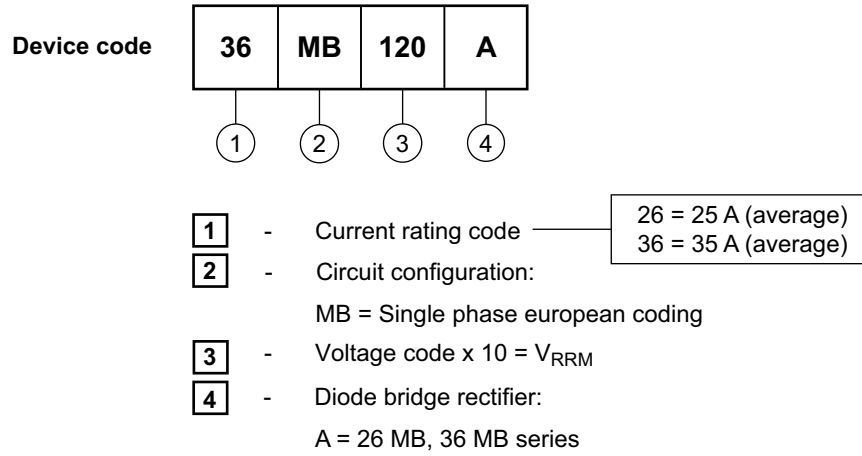 Device code 36 MB 120 A
1 2 3 4
1 - Current rating code
26 = 25 A (average)
36 = 35 A (average)
2 - Circuit configuration:
MB = Single phase european coding
3 - Voltage code x 10 = VRRM
4 - Diode bridge rectifier:
A = 26 MB, 36 MB series